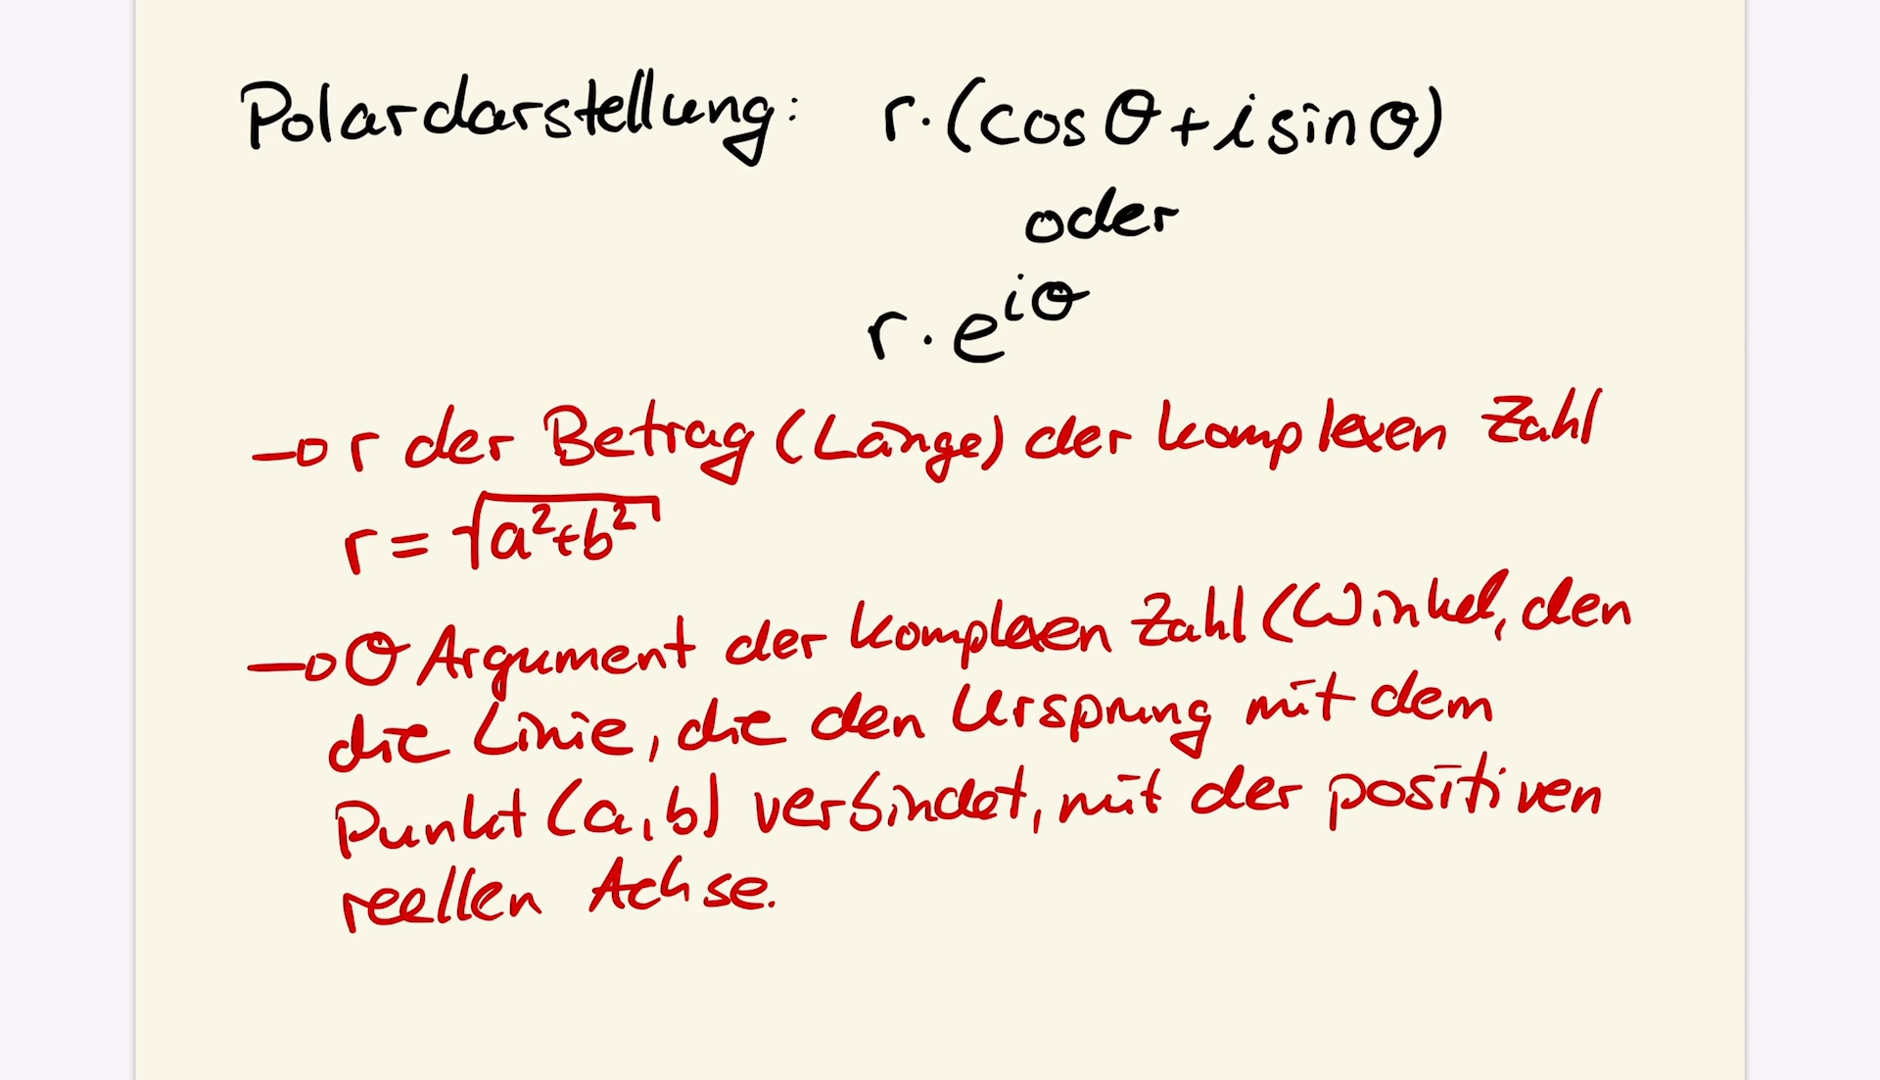 Polardarstellung: r·(cos θ + i sin θ)
oder
r · e^{iθ}
→ r der Betrag (Länge) der komplexen Zahl
r = √(a²+b²)
→ θ Argument der komplexen Zahl (Winkel, den
die Linie, die den Ursprung mit dem
Punkt (a,b) verbindet, mit der positiven
reellen Achse.